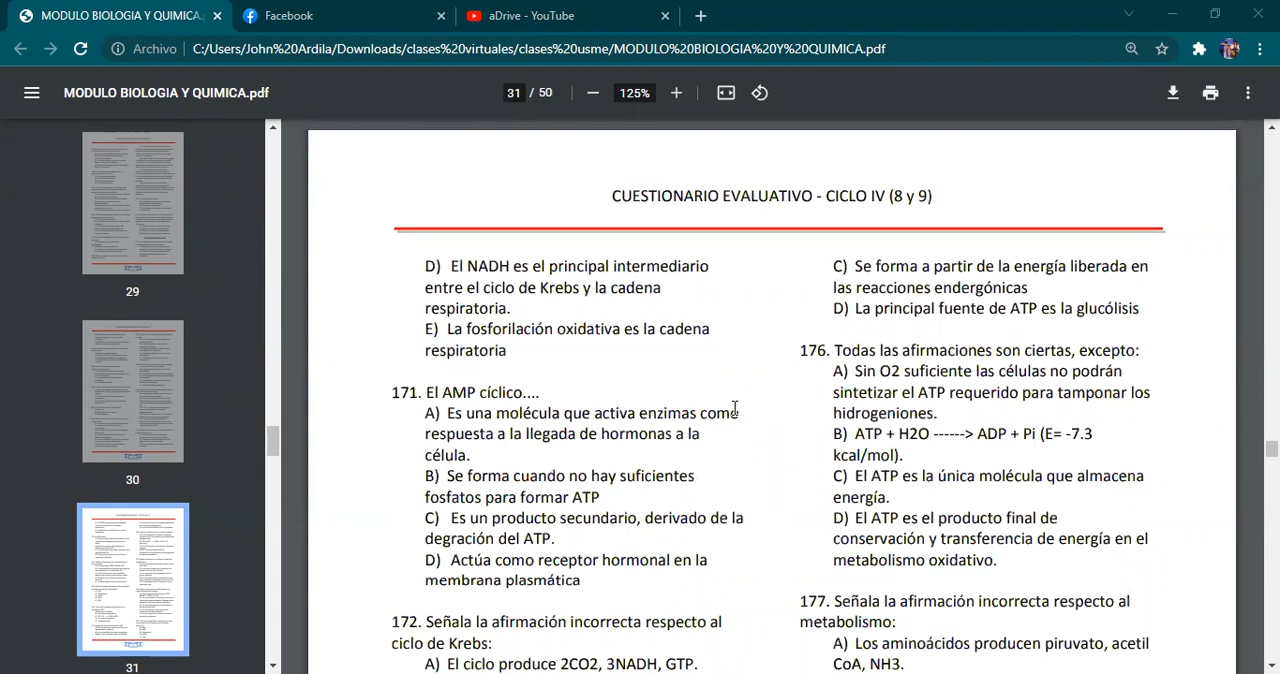 MODULO BIOLOGIA Y QUIMICA.
Facebook
aDrive - YouTube
Archivo
C:/Users/John%20Ardila/Downloads/clases%20virtuales/clases%20usme/MODULO%20BIOLOGIA%20Y%20QUIMICA.pdf
MODULO BIOLOGIA Y QUIMICA.pdf
31 / 50
125%
29
30
31
CUESTIONARIO EVALUATIVO - CICLO IV (8 y 9)
D) El NADH es el principal intermediario
entre el ciclo de Krebs y la cadena
respiratoria.
E) La fosforilación oxidativa es la cadena
respiratoria
171. El AMP cíclico....
A) Es una molécula que activa enzimas como
respuesta a la llegada de hormonas a la
célula.
B) Se forma cuando no hay suficientes
fosfatos para formar ATP
C) Es un producto secundario, derivado de la
degración del ATP.
D) Actúa como receptor hormonal en la
membrana plasmática
172. Señala la afirmación incorrecta respecto al
ciclo de Krebs:
A) El ciclo produce 2CO2, 3NADH, GTP.
C) Se forma a partir de la energía liberada en
las reacciones endergónicas
D) La principal fuente de ATP es la glucólisis
176. Todas las afirmaciones son ciertas, excepto:
A) Sin O2 suficiente las células no podrán
sintetizar el ATP requerido para tamponar los
hidrogeniones.
B) ATP + H2O ------> ADP + Pi (E= -7.3
kcal/mol).
C) El ATP es la única molécula que almacena
energía.
D) El ATP es el producto final de
conservación y transferencia de energía en el
metabolismo oxidativo.
177. Señala la afirmación incorrecta respecto al
metabolismo:
A) Los aminoácidos producen piruvato, acetil
CoA, NH3.